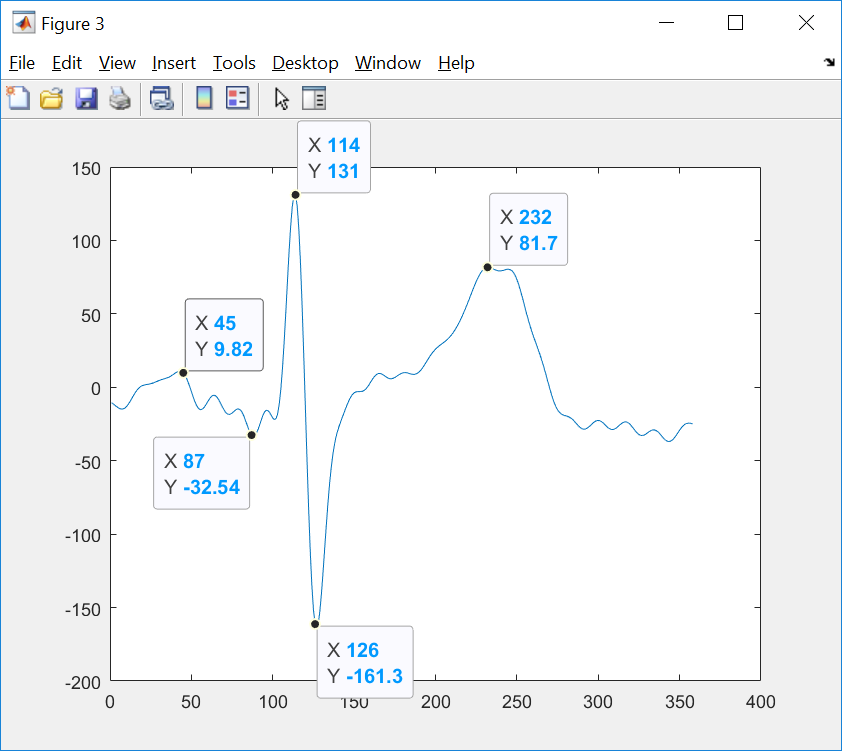 Figure 3
File Edit View Insert Tools Desktop Window Help
X 114
Y 131
X 232
Y 81.7
X 45
Y 9.82
X 87
Y -32.54
X 126
Y -161.3
150
100
50
0
-50
-100
-150
-200
0 50 100 150 200 250 300 350 400